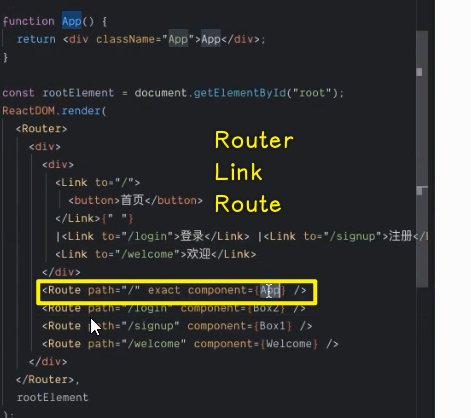 function App() {
return <div className="App">App</div>;
}
const rootElement = document.getElementById("root");
ReactDOM.render(
<Router>
<div>
<div>
<Link to="/">
<button>首页</button>
</Link>{" "}
|<Link to="/login">登录</Link> |<Link to="/signup">注册</
<Link to="/welcome">欢迎</Link>
</div>
<Route path="/" exact component={App} />
<Route path="/login" component={Box2} />
<Route path="/signup" component={Box1} />
<Route path="/welcome" component={Welcome} />
</div>
</Router>,
rootElement
);
Router
Link
Route